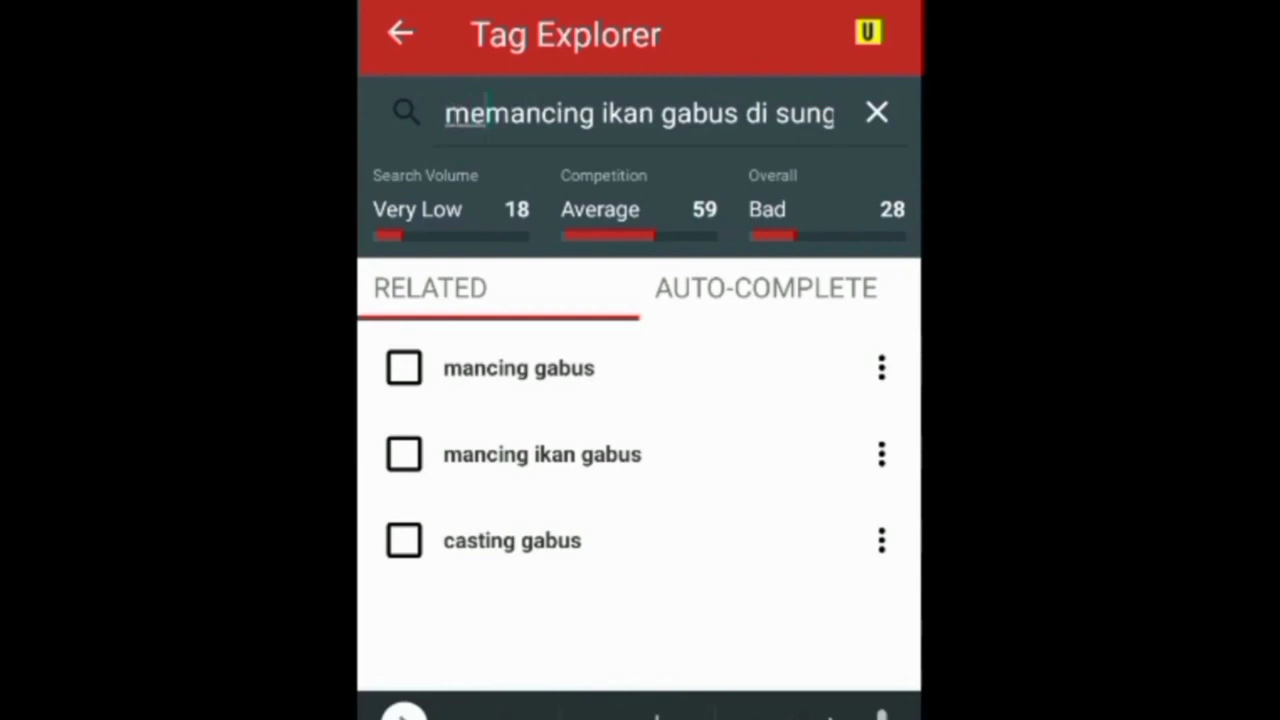 Tag Explorer
U
memancing ikan gabus di sung
Search Volume
Competition
Overall
Very Low 18
Average 59
Bad 28
RELATED
AUTO-COMPLETE
mancing gabus
mancing ikan gabus
casting gabus